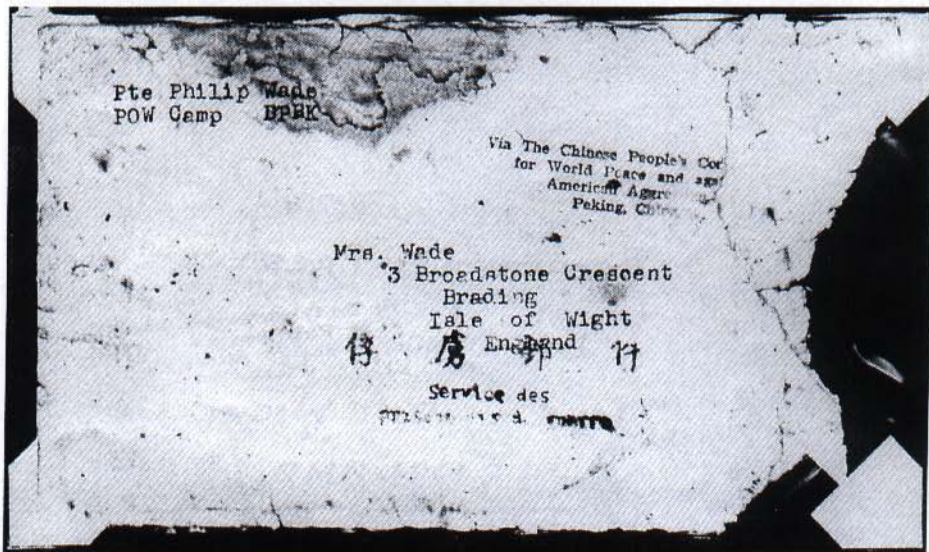 Pte Philip Wade
POW Camp DPRK
Via The Chinese People's
for World Peace and
American
Peking,
Mrs. Wade
3 Broadstone Crescent
Brading
Isle of Wight
England
俘 虜 郵 件
Service des